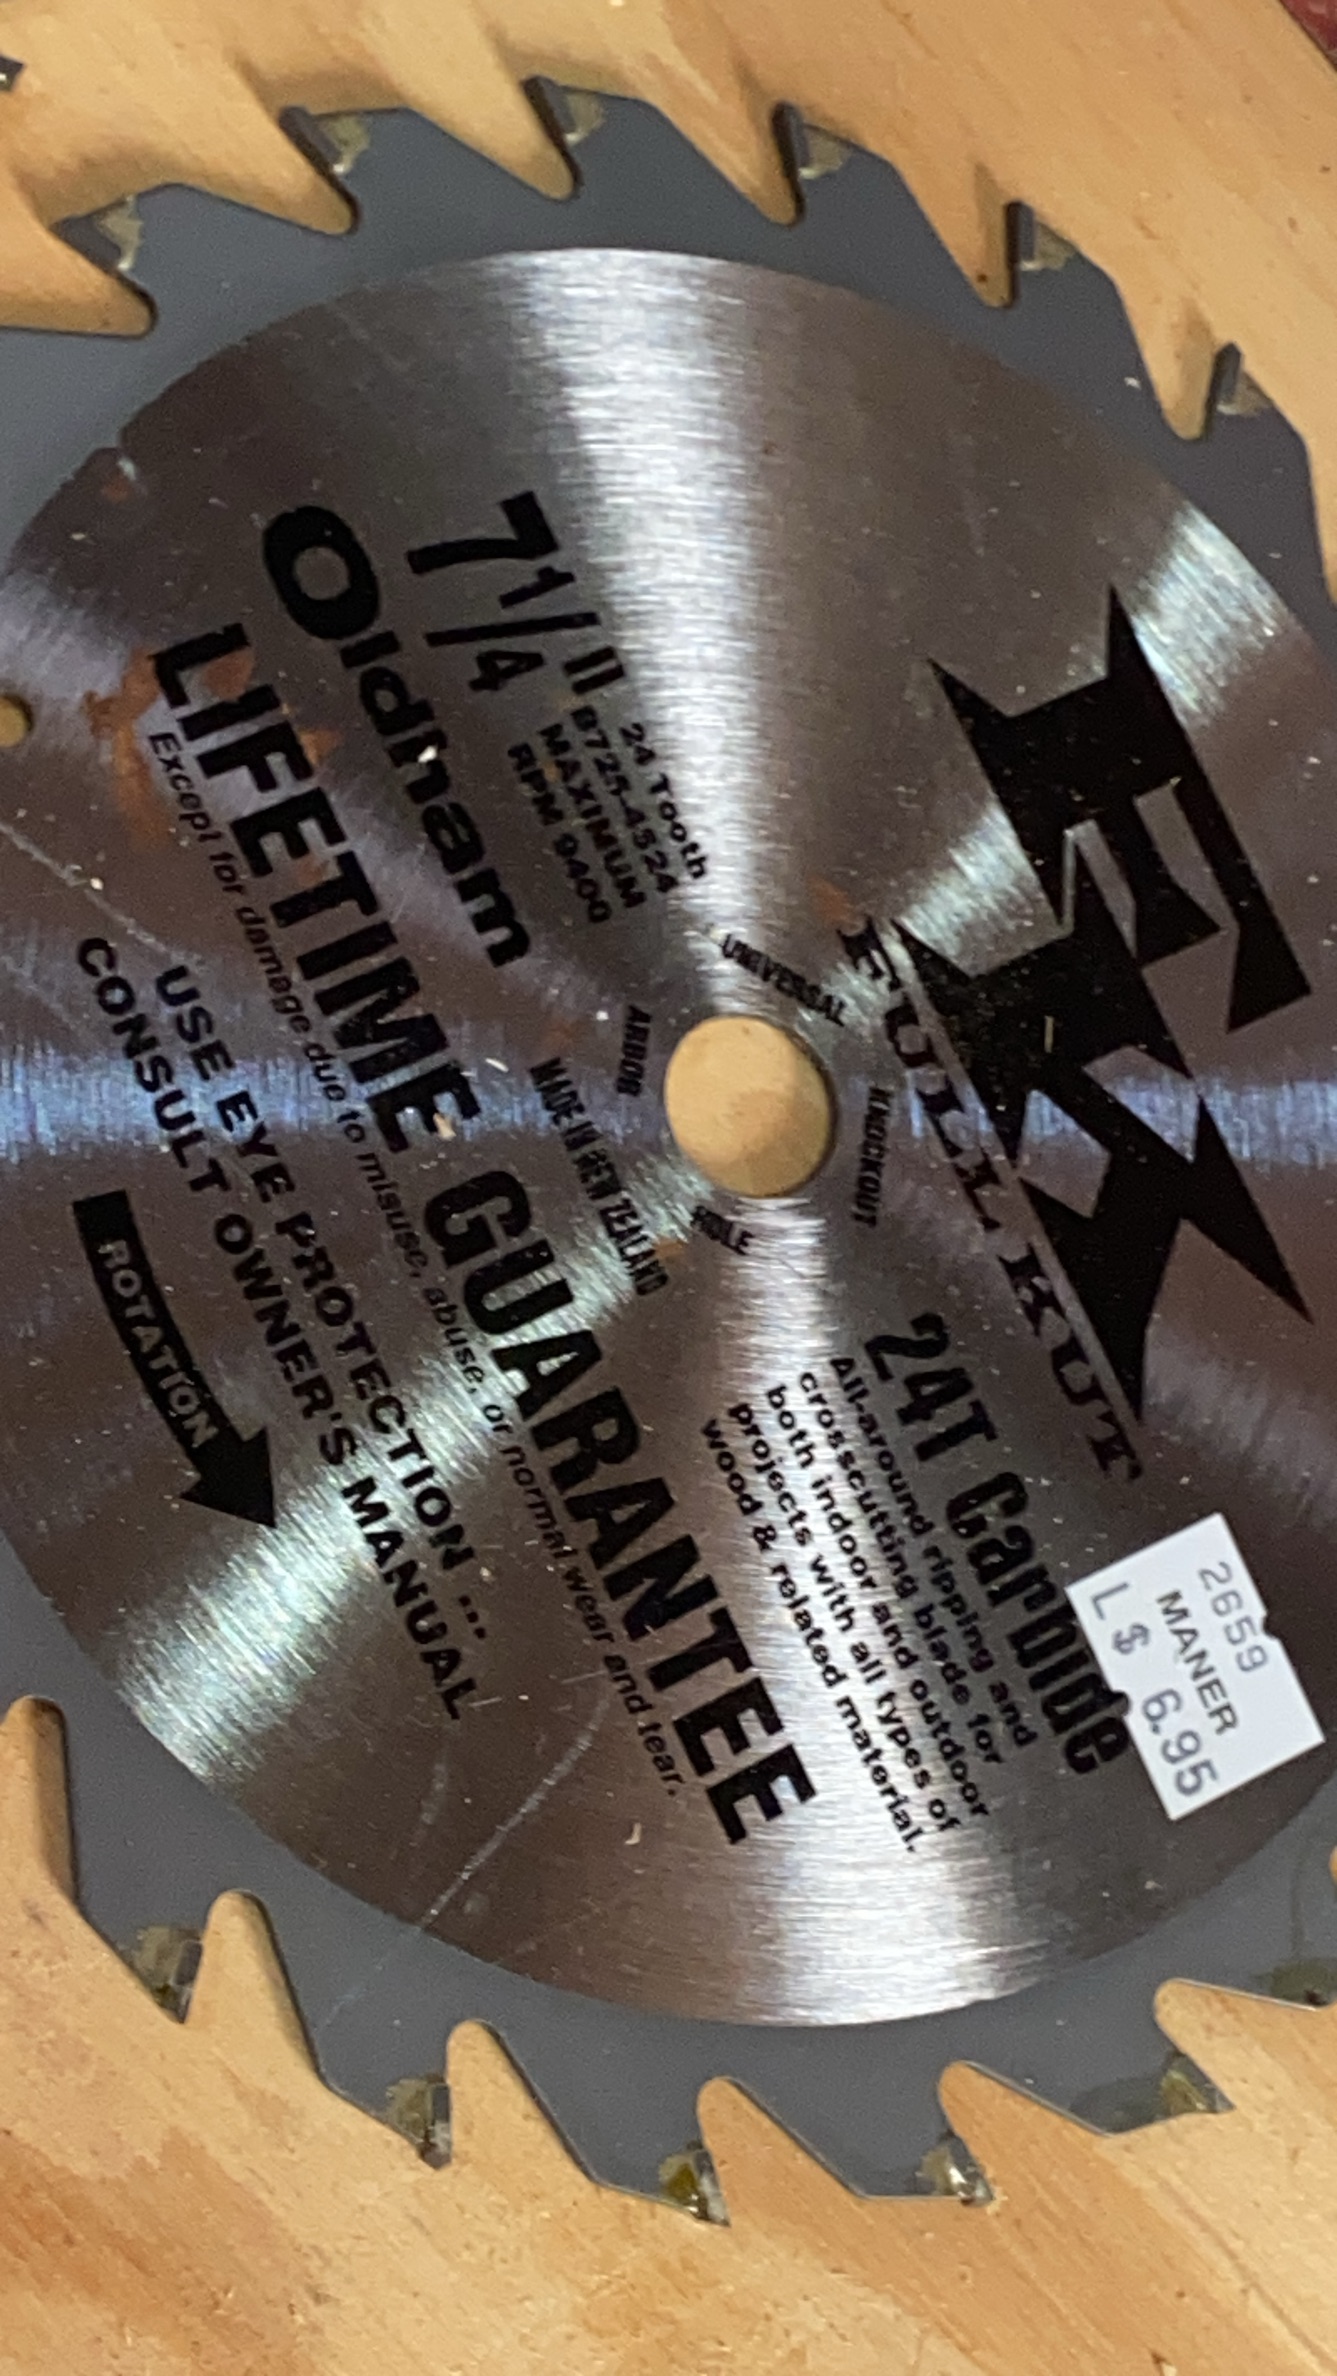 FK
FULL KUT
24T Carbide
All-around ripping and
crosscutting blade for
both indoor and outdoor
projects with all types of
wood & related material.
2659
MANER
L$ 6.95
UNIVERSAL
KNOCKOUT
HOLE
ARBOR
7 1/4"
24 Tooth
MAXIMUM
RPM 9400
MADE IN NEW ZEALAND
Oldham
LIFETIME GUARANTEE
Except for damage due to misuse, abuse, or normal wear and tear.
USE EYE PROTECTION ...
CONSULT OWNER'S MANUAL
ROTATION